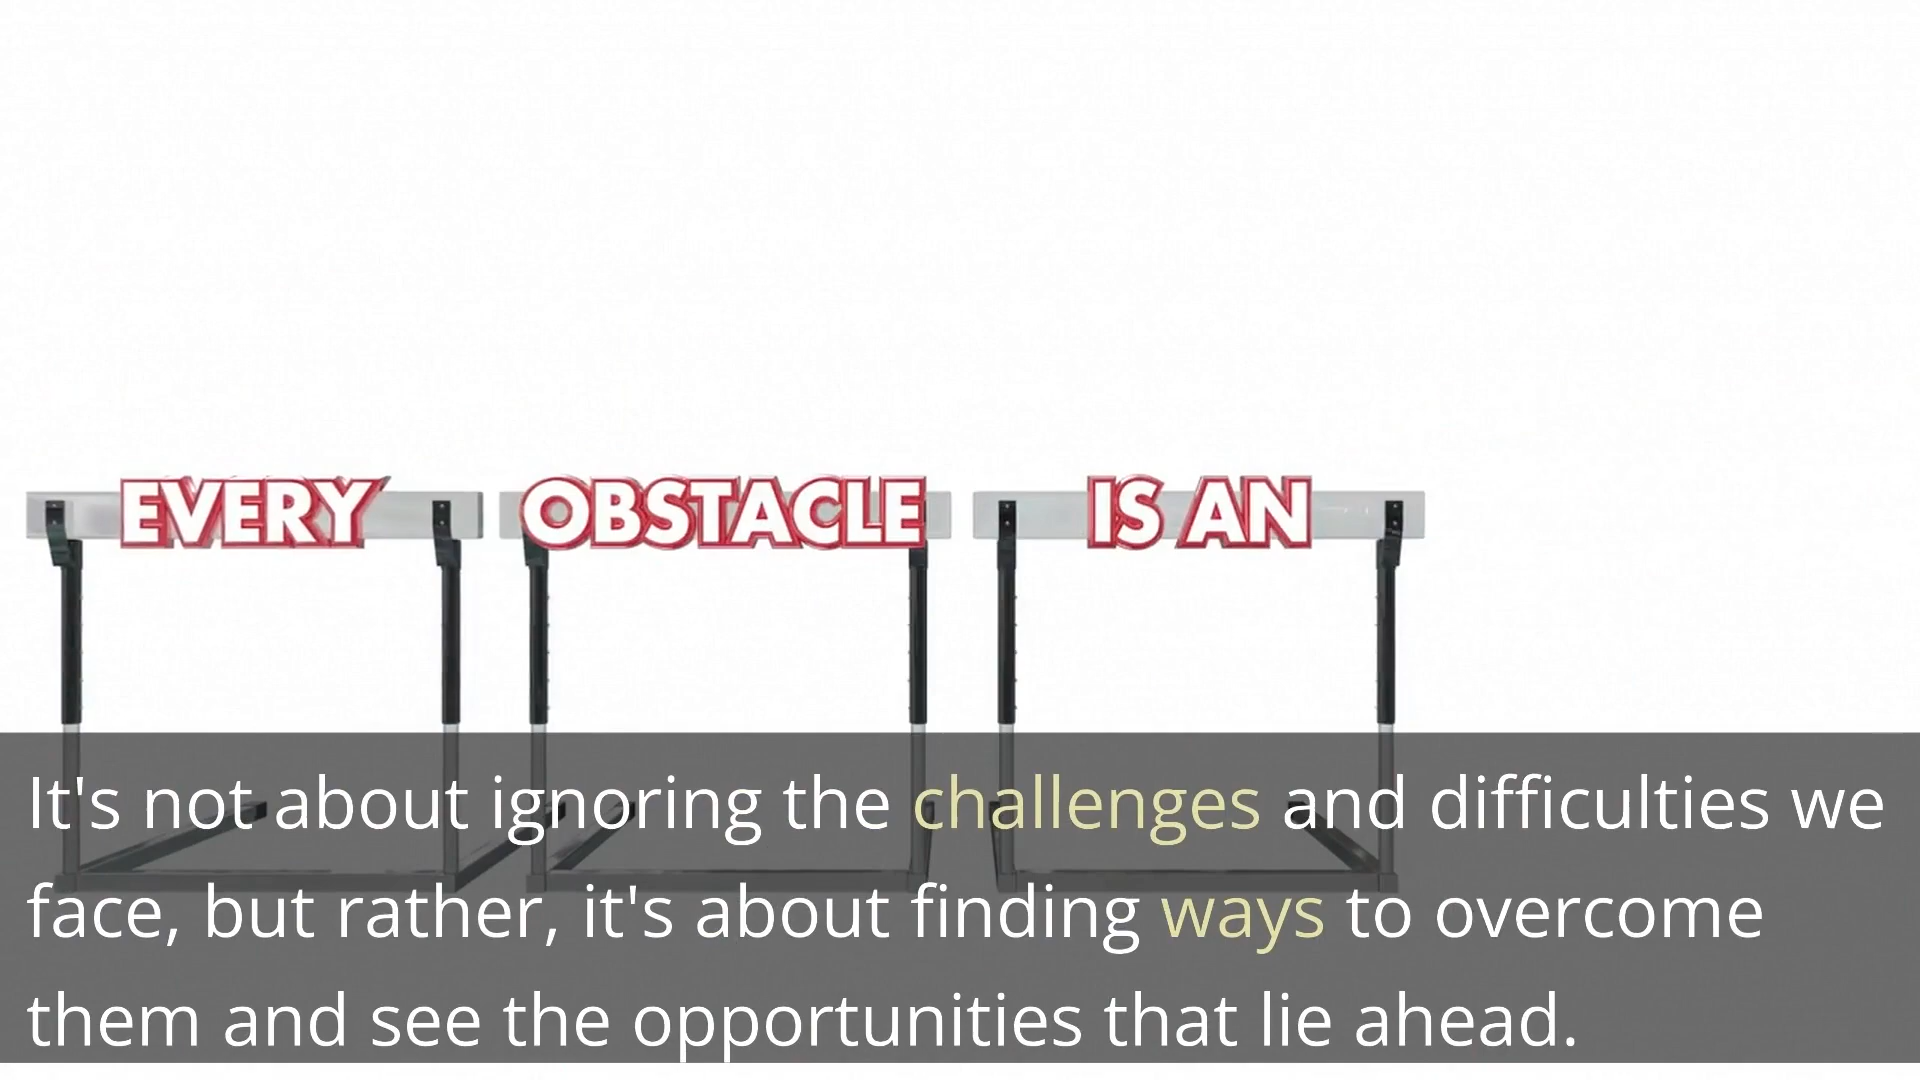 EVERY OBSTACLE IS AN
It's not about ignoring the challenges and difficulties we
face, but rather, it's about finding ways to overcome
them and see the opportunities that lie ahead.